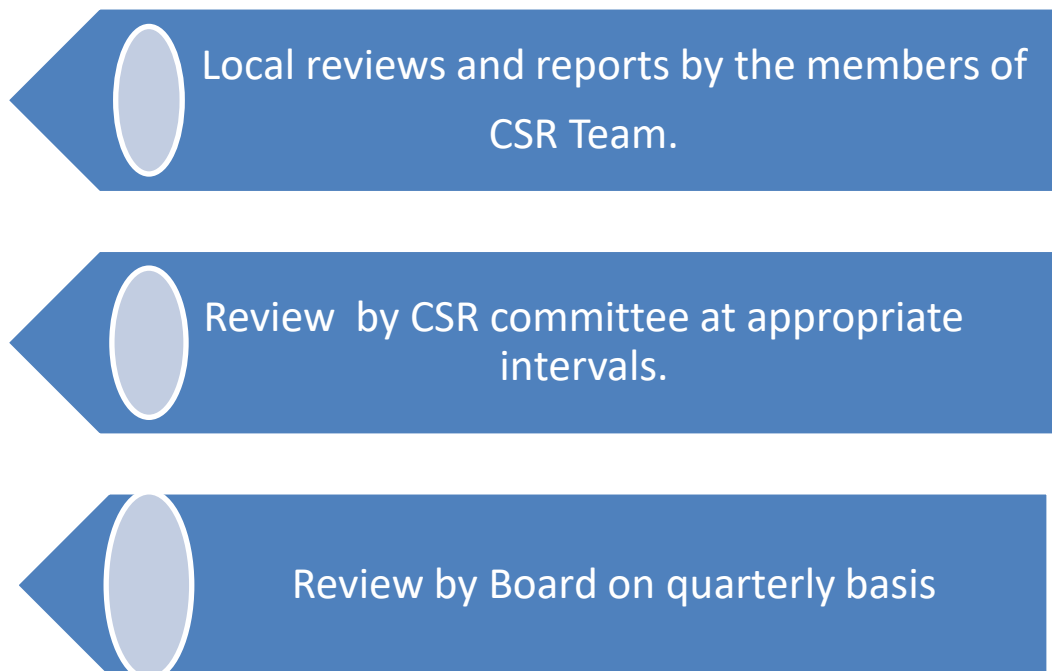 Local reviews and reports by the members of
CSR Team.
Review  by CSR committee at appropriate
intervals.
Review by Board on quarterly basis